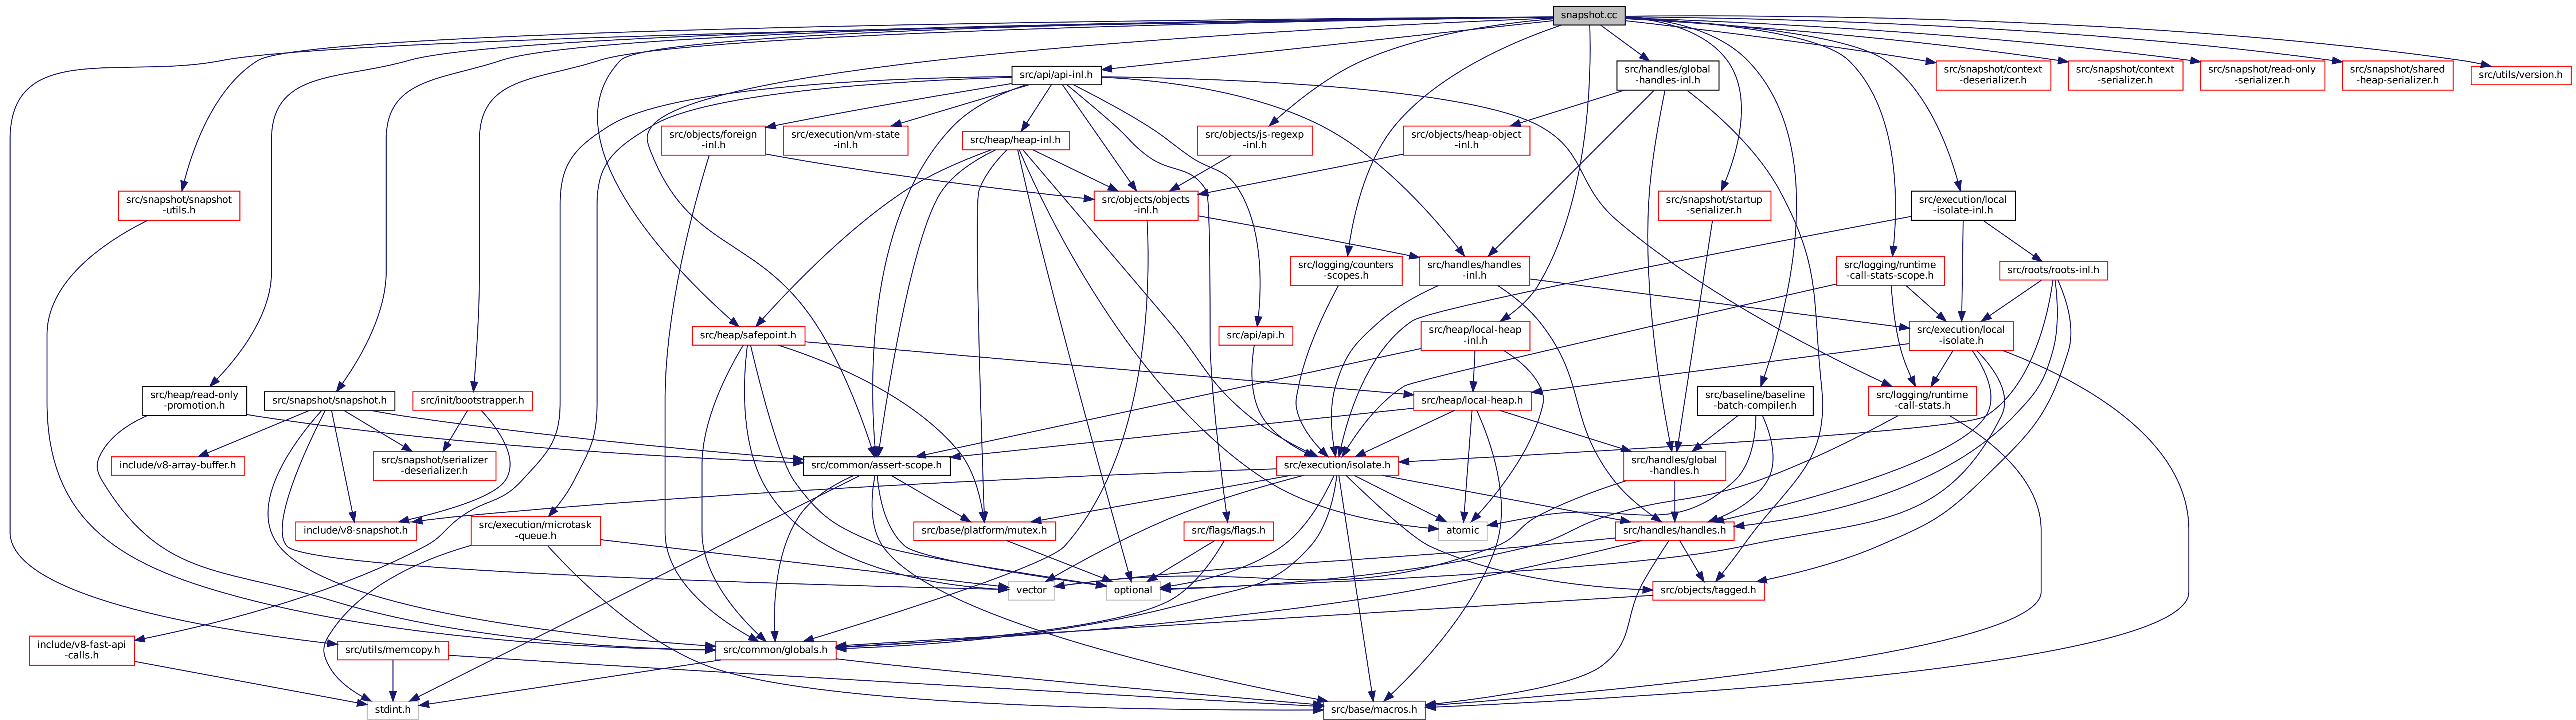 snapshot.cc
src/api/api-inl.h
src/handles/global
-handles-inl.h
src/snapshot/context
-deserializer.h
src/snapshot/context
-serializer.h
src/snapshot/read-only
-serializer.h
src/snapshot/shared
-heap-serializer.h
src/utils/version.h
src/objects/foreign
-inl.h
src/execution/vm-state
-inl.h
src/heap/heap-inl.h
src/objects/js-regexp
-inl.h
src/objects/heap-object
-inl.h
src/snapshot/snapshot
-utils.h
src/objects/objects
-inl.h
src/snapshot/startup
-serializer.h
src/execution/local
-isolate-inl.h
src/logging/counters
-scopes.h
src/handles/handles
-inl.h
src/logging/runtime
-call-stats-scope.h
src/roots/roots-inl.h
src/heap/safepoint.h
src/api/api.h
src/heap/local-heap
-inl.h
src/execution/local
-isolate.h
src/heap/read-only
-promotion.h
src/snapshot/snapshot.h
src/init/bootstrapper.h
src/heap/local-heap.h
src/baseline/baseline
-batch-compiler.h
src/logging/runtime
-call-stats.h
include/v8-array-buffer.h
src/snapshot/serializer
-deserializer.h
src/common/assert-scope.h
src/execution/isolate.h
src/handles/global
-handles.h
include/v8-snapshot.h
src/execution/microtask
-queue.h
src/base/platform/mutex.h
src/flags/flags.h
atomic
src/handles/handles.h
vector
optional
src/objects/tagged.h
include/v8-fast-api
-calls.h
src/utils/memcopy.h
src/common/globals.h
stdint.h
src/base/macros.h